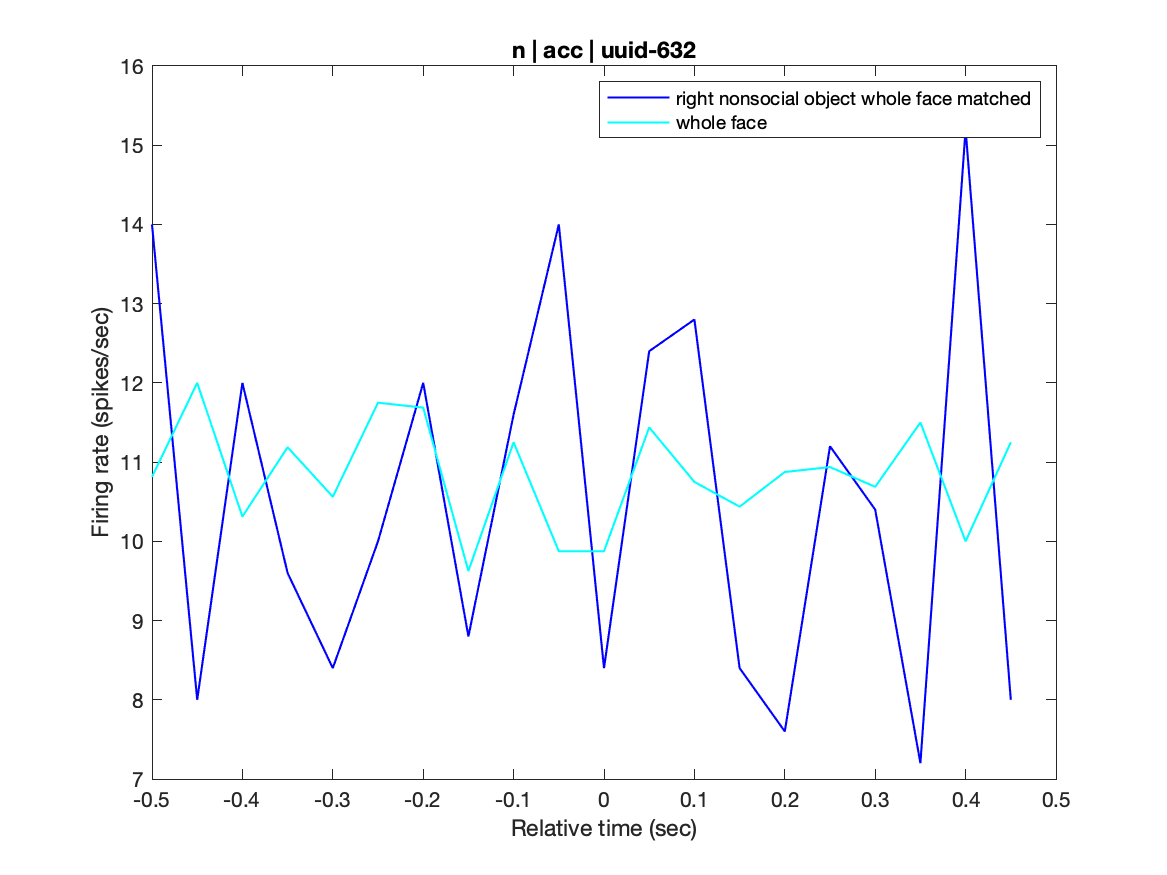 n | acc | uuid-632
right nonsocial object whole face matched
whole face
16
15
14
13
12
11
10
9
8
7
Firing rate (spikes/sec)
-0.5 -0.4 -0.3 -0.2 -0.1 0 0.1 0.2 0.3 0.4 0.5
Relative time (sec)